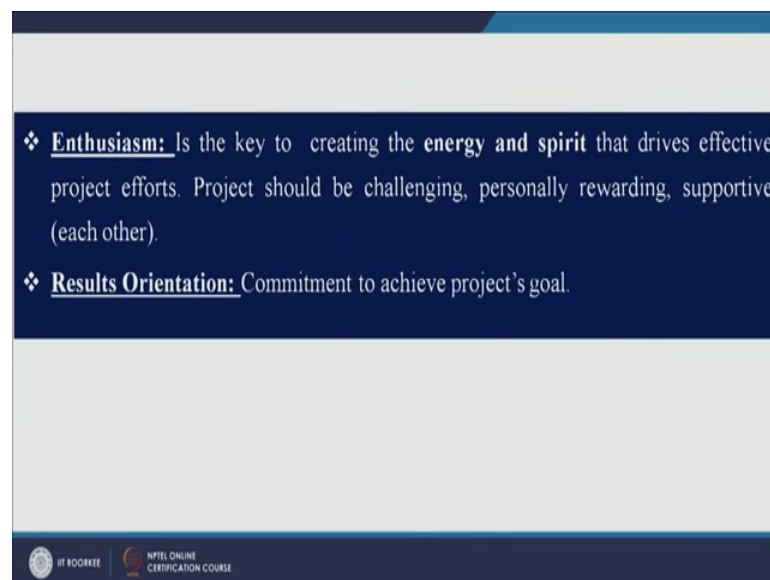 ❖ Enthusiasm: Is the key to creating the energy and spirit that drives effective
project efforts. Project should be challenging, personally rewarding, supportive
(each other).
❖ Results Orientation: Commitment to achieve project's goal.
IIT ROORKEE
NPTEL ONLINE
CERTIFICATION COURSE